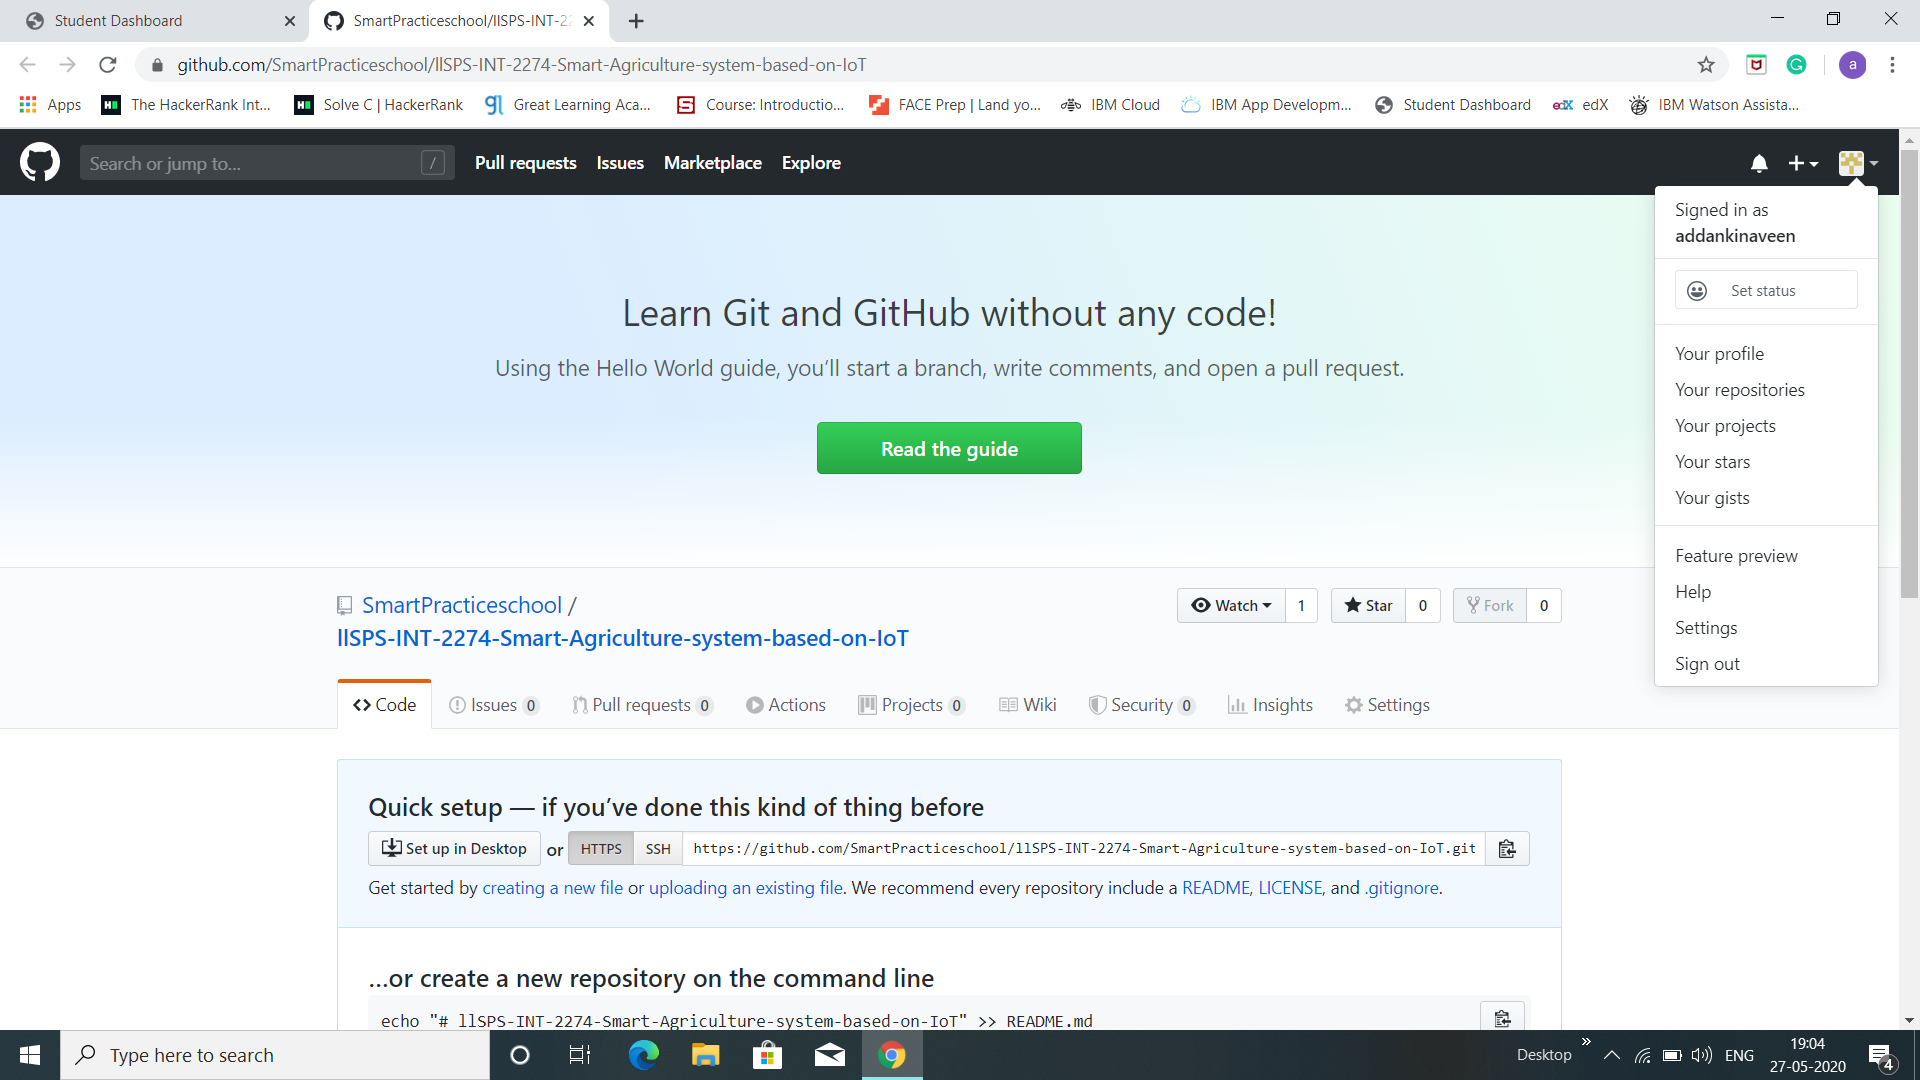 Student Dashboard
SmartPracticeschool/llSPS-INT-22
github.com/SmartPracticeschool/llSPS-INT-2274-Smart-Agriculture-system-based-on-IoT
a
Apps
The HackerRank Int...
Solve C | HackerRank
Great Learning Aca...
Course: Introductio...
FACE Prep | Land yo...
IBM Cloud
IBM App Developm...
Student Dashboard
edX
IBM Watson Assista...
Search or jump to...
/
Pull requests
Issues
Marketplace
Explore
Signed in as
addankinaveen
Set status
Your profile
Your repositories
Your projects
Your stars
Your gists
Feature preview
Help
Settings
Sign out
Learn Git and GitHub without any code!
Using the Hello World guide, you’ll start a branch, write comments, and open a pull request.
Read the guide
SmartPracticeschool /
llSPS-INT-2274-Smart-Agriculture-system-based-on-IoT
Watch 1
Star 0
Fork 0
Code
Issues 0
Pull requests 0
Actions
Projects 0
Wiki
Security 0
Insights
Settings
Quick setup — if you’ve done this kind of thing before
Set up in Desktop or HTTPS SSH https://github.com/SmartPracticeschool/llSPS-INT-2274-Smart-Agriculture-system-based-on-IoT.git
Get started by creating a new file or uploading an existing file. We recommend every repository include a README, LICENSE, and .gitignore.
…or create a new repository on the command line
echo "# llSPS-INT-2274-Smart-Agriculture-system-based-on-IoT" >> README.md
Type here to search
Desktop
»
ENG
19:04
27-05-2020
4